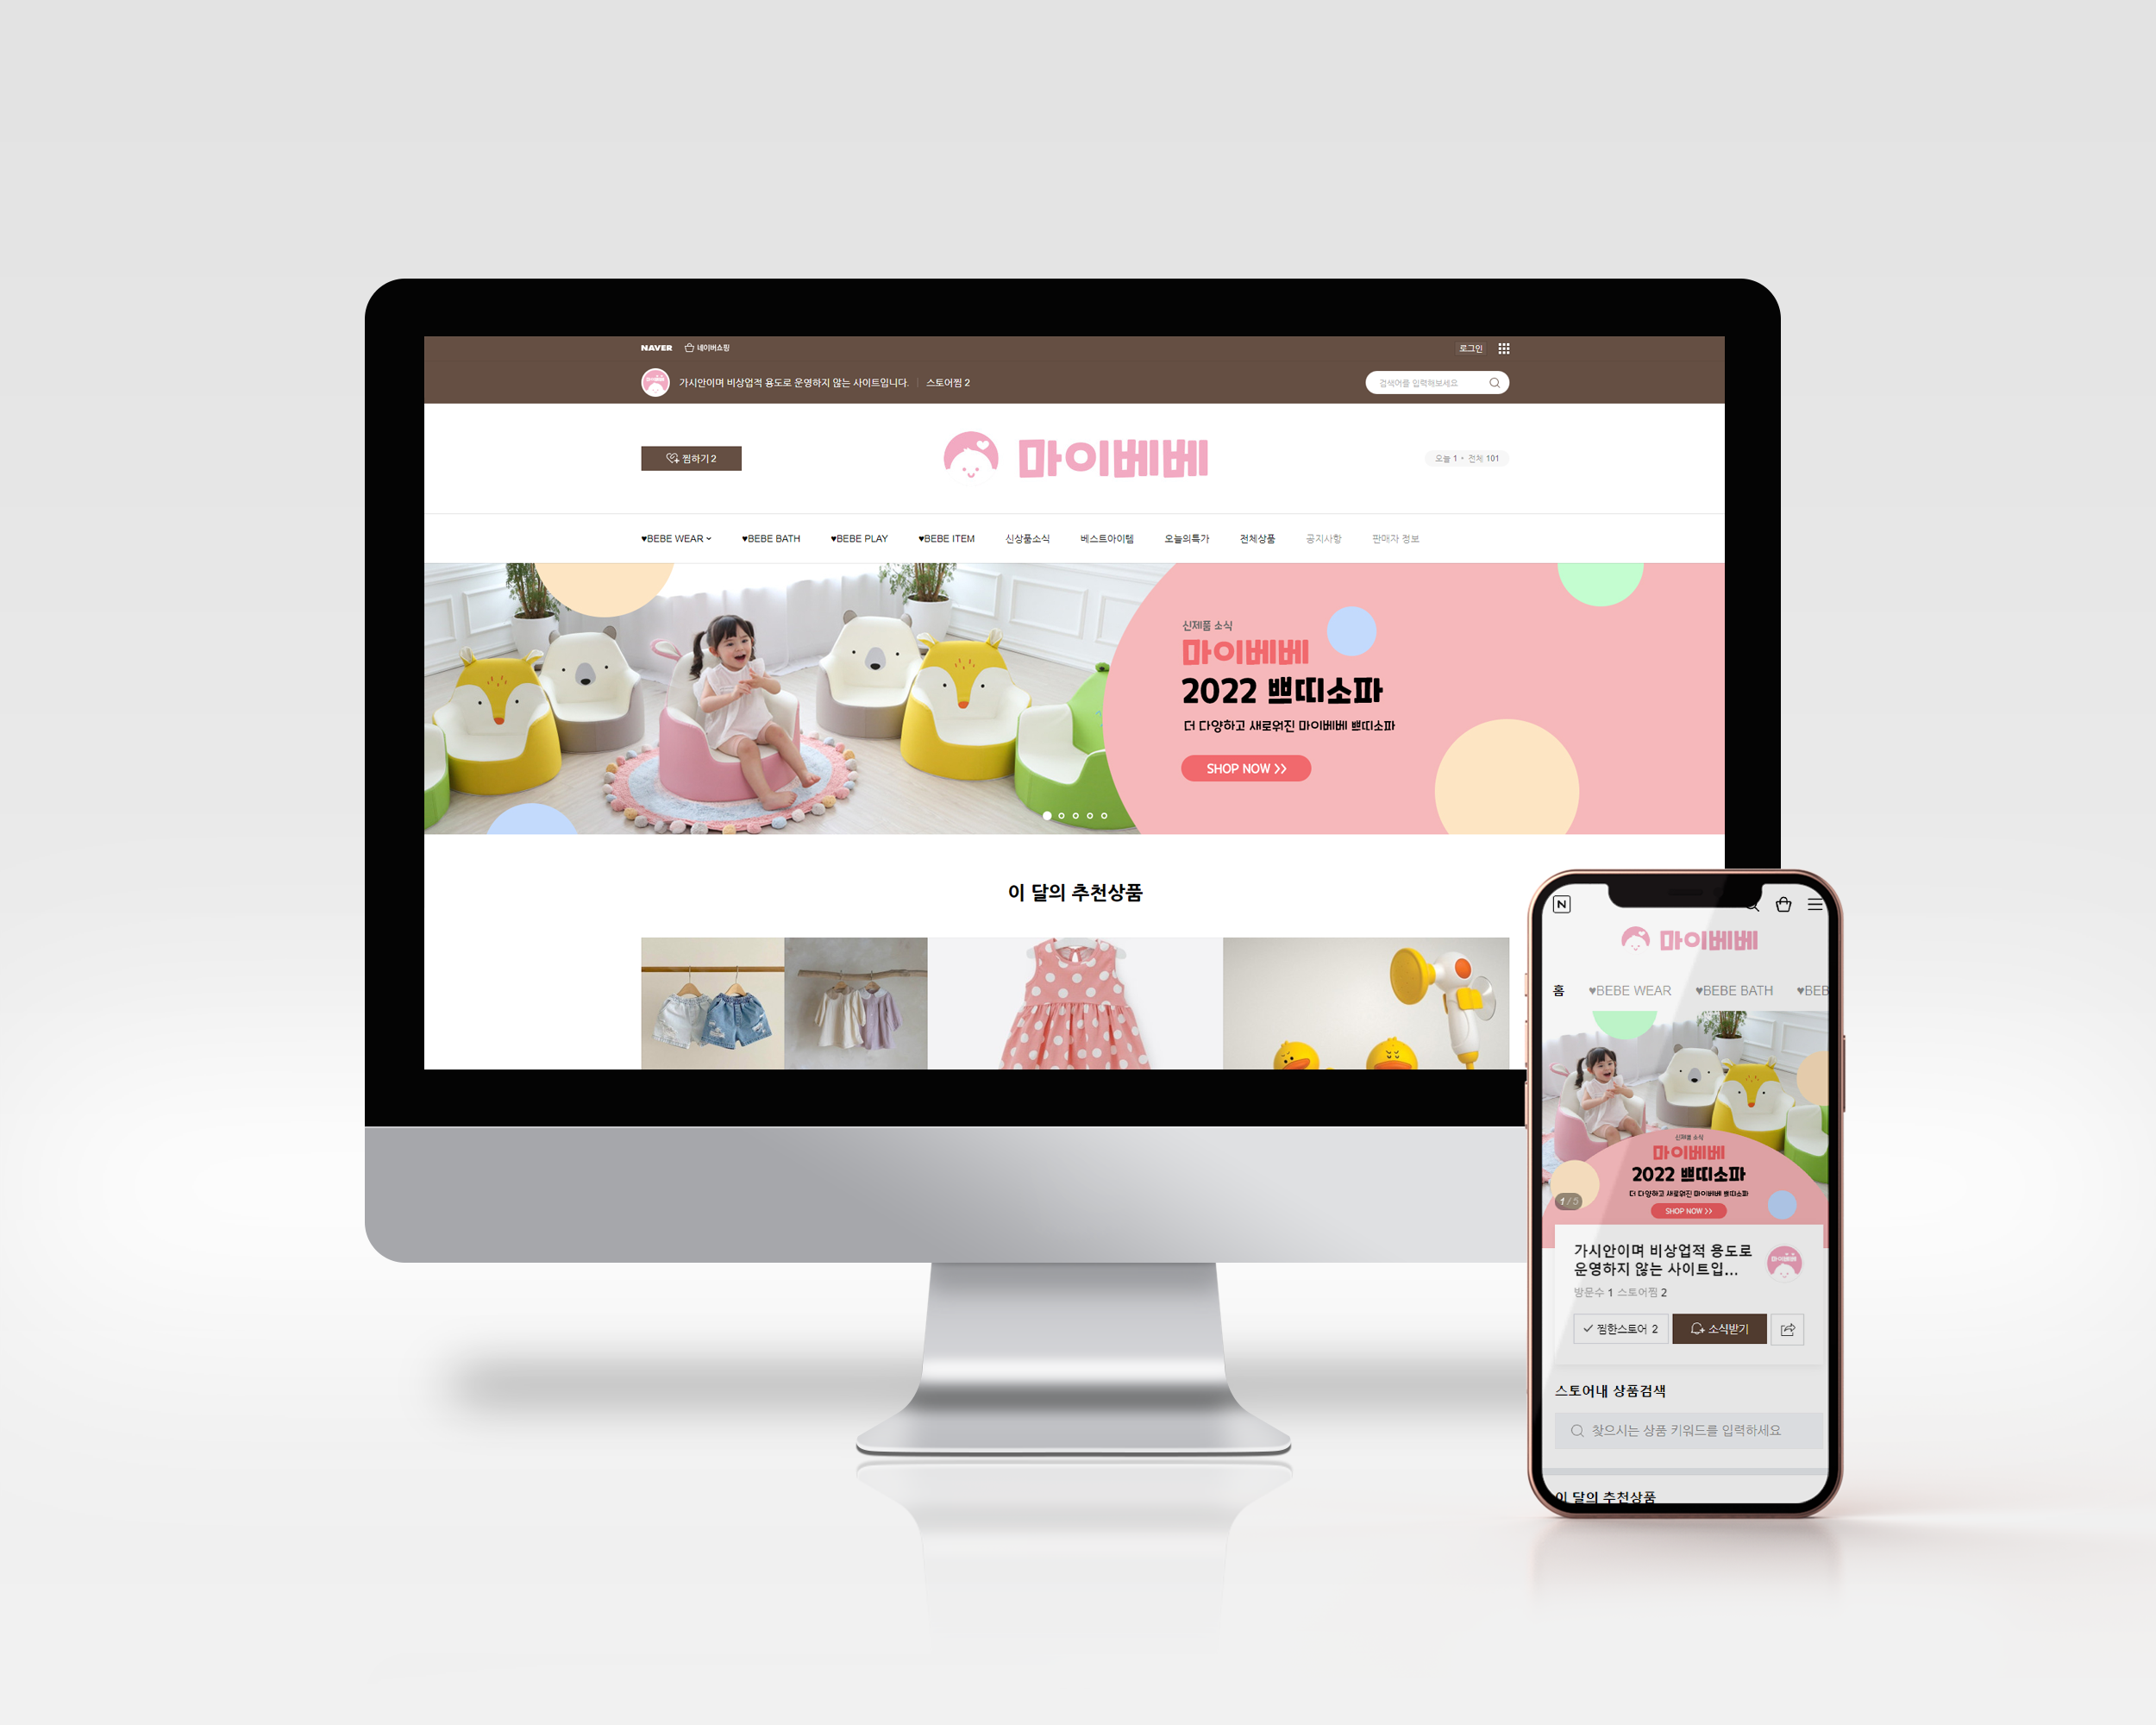 NAVER 네이버쇼핑 로그인
가시안이며 비상업적 용도로 운영하지 않는 사이트입니다. 스토어찜 2 검색어를 입력해보세요
찜하기 2 마이베베 오늘 1 • 전체 101
♥BEBE WEAR ♥BEBE BATH ♥BEBE PLAY ♥BEBE ITEM 신상품소식 베스트아이템 오늘의특가 전체상품 공지사항 판매자 정보
신제품 소식
마이베베
2022 쁘띠소파
더 다양하고 새로워진 마이베베 쁘띠소파
SHOP NOW >>
이 달의 추천상품
N
마이베베
홈 ♥BEBE WEAR ♥BEBE BATH ♥BEB
신제품 소식
마이베베
2022 쁘띠소파
더 다양하고 새로워진 마이베베 쁘띠소파
1 / 5
SHOP NOW >>
가시안이며 비상업적 용도로
운영하지 않는 사이트입...
방문수 1 스토어찜 2
찜한스토어 2 소식받기
스토어내 상품검색
찾으시는 상품 키워드를 입력하세요
이 달의 추천상품